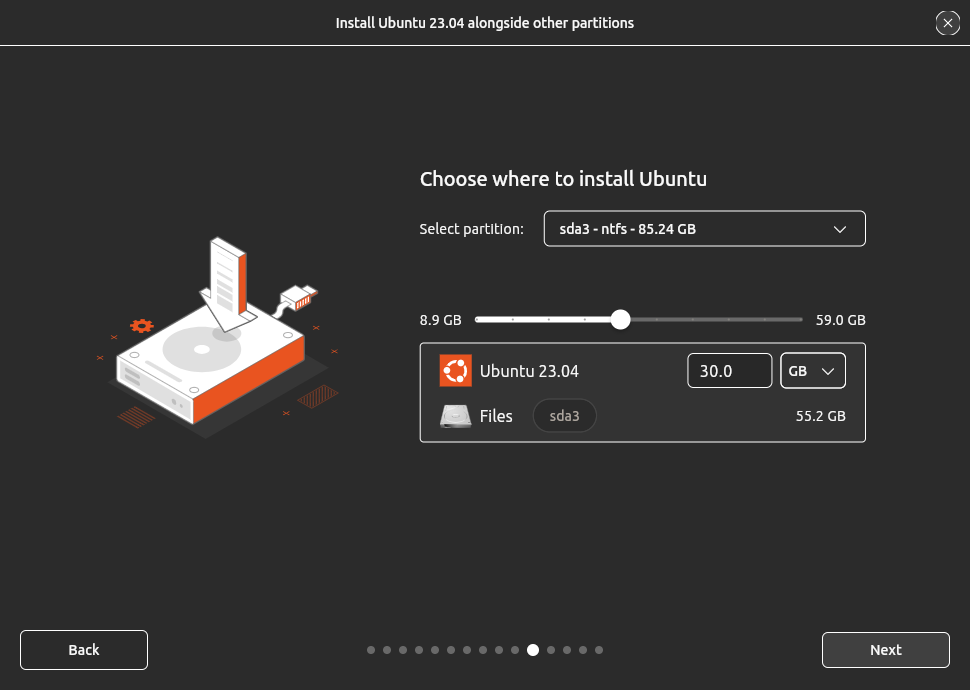 Install Ubuntu 23.04 alongside other partitions
Choose where to install Ubuntu
Select partition: sda3 - ntfs - 85.24 GB
8.9 GB 59.0 GB
Ubuntu 23.04 30.0 GB
Files sda3 55.2 GB
Back Next